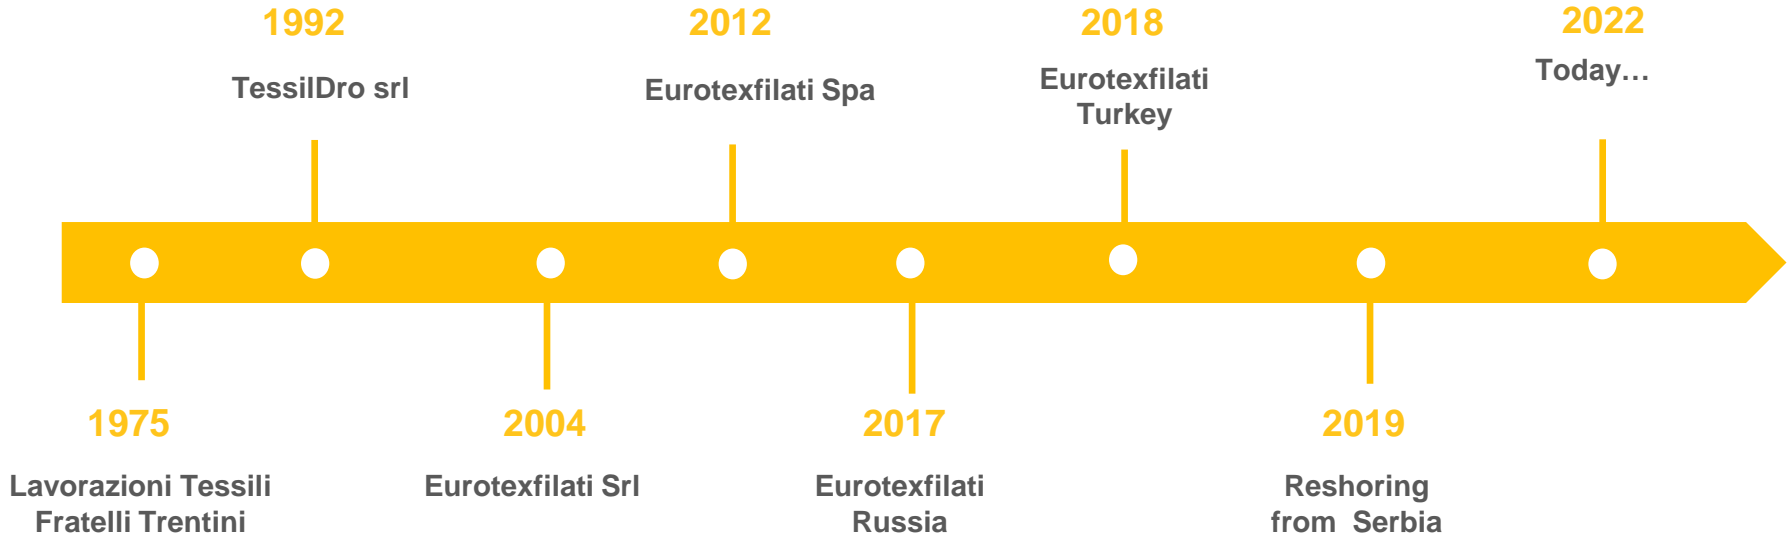 1992
TessilDro srl
2012
Eurotexfilati Spa
2018
Eurotexfilati
Turkey
2022
Today…
1975
Lavorazioni Tessili
Fratelli Trentini
2004
Eurotexfilati Srl
2017
Eurotexfilati
Russia
2019
Reshoring
from Serbia